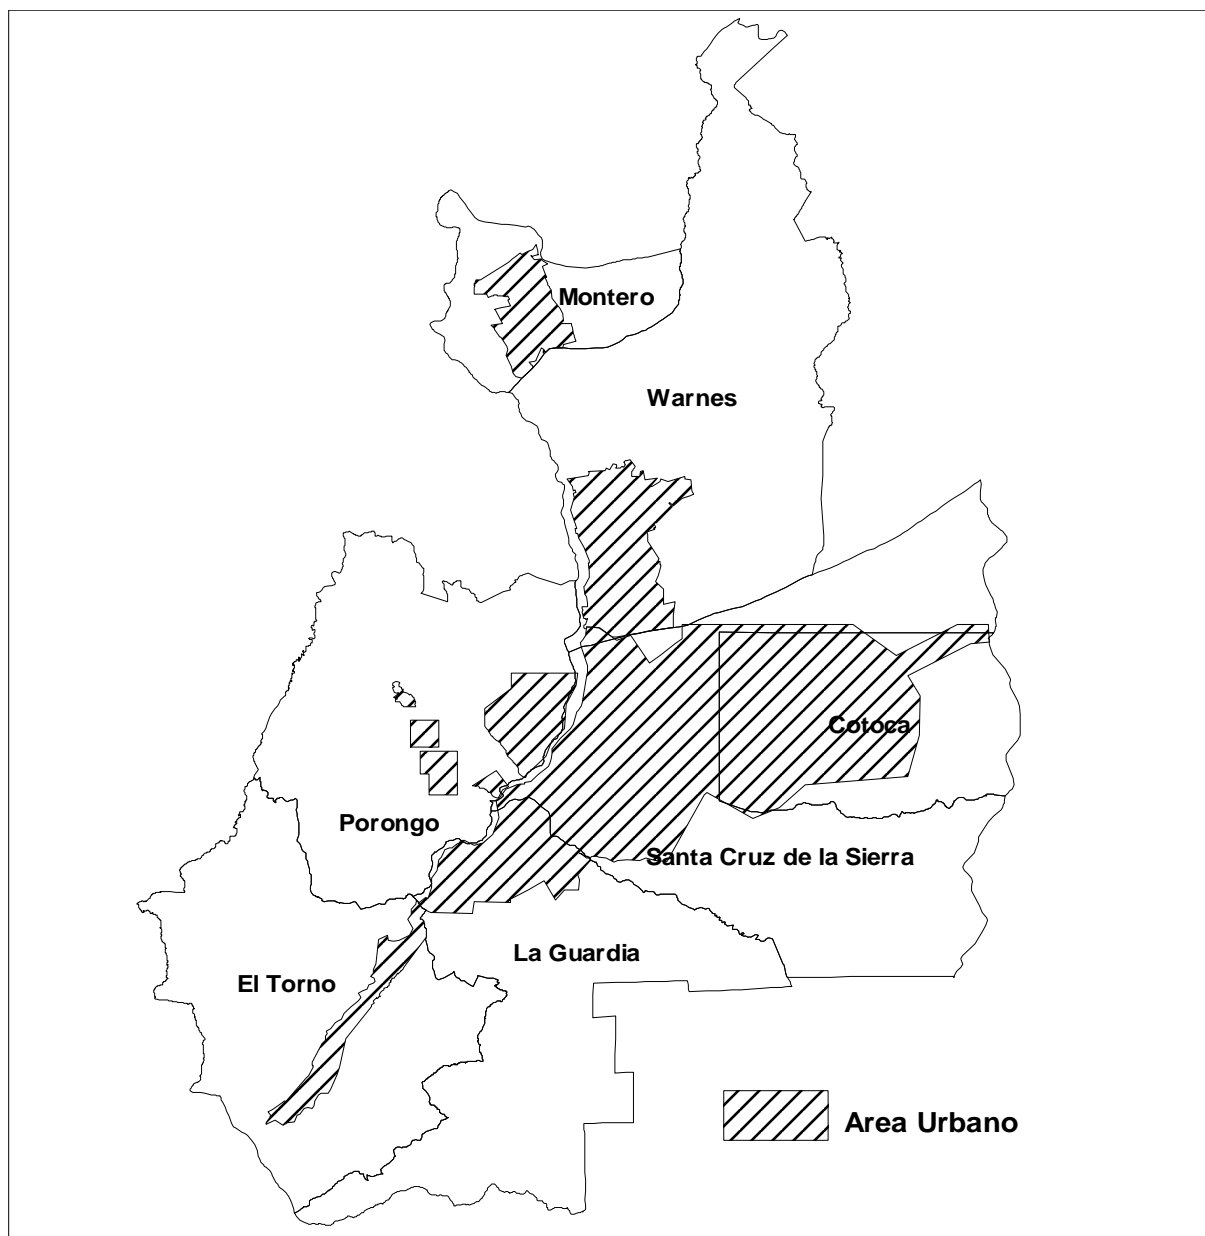 Montero
Warnes
Cotoca
Porongo
Santa Cruz de la Sierra
La Guardia
El Torno
Area Urbano